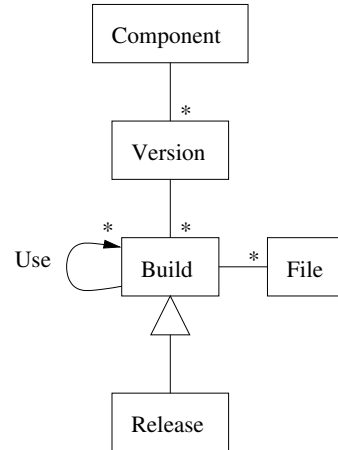 Component
*
Version
* *
Use Build * File
Release